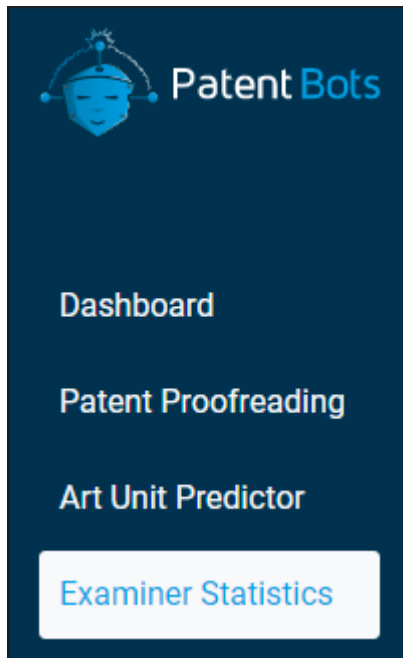 Patent Bots
Dashboard
Patent Proofreading
Art Unit Predictor
Examiner Statistics